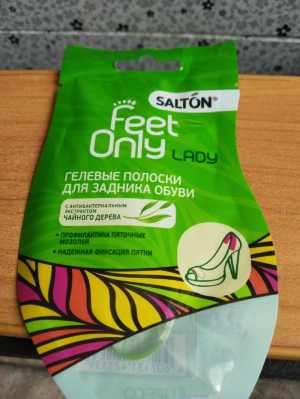 SALTON®
Feet
Only LADY
ГЕЛЕВЫЕ ПОЛОСКИ
ДЛЯ ЗАДНИКА ОБУВИ
С АНТИБАКТЕРИАЛЬНЫМ
ЭКСТРАКТОМ
ЧАЙНОГО ДЕРЕВА
• ПРОФИЛАКТИКА ПЯТОЧНЫХ
МОЗОЛЕЙ
• НАДЕЖНАЯ ФИКСАЦИЯ ПЯТКИ